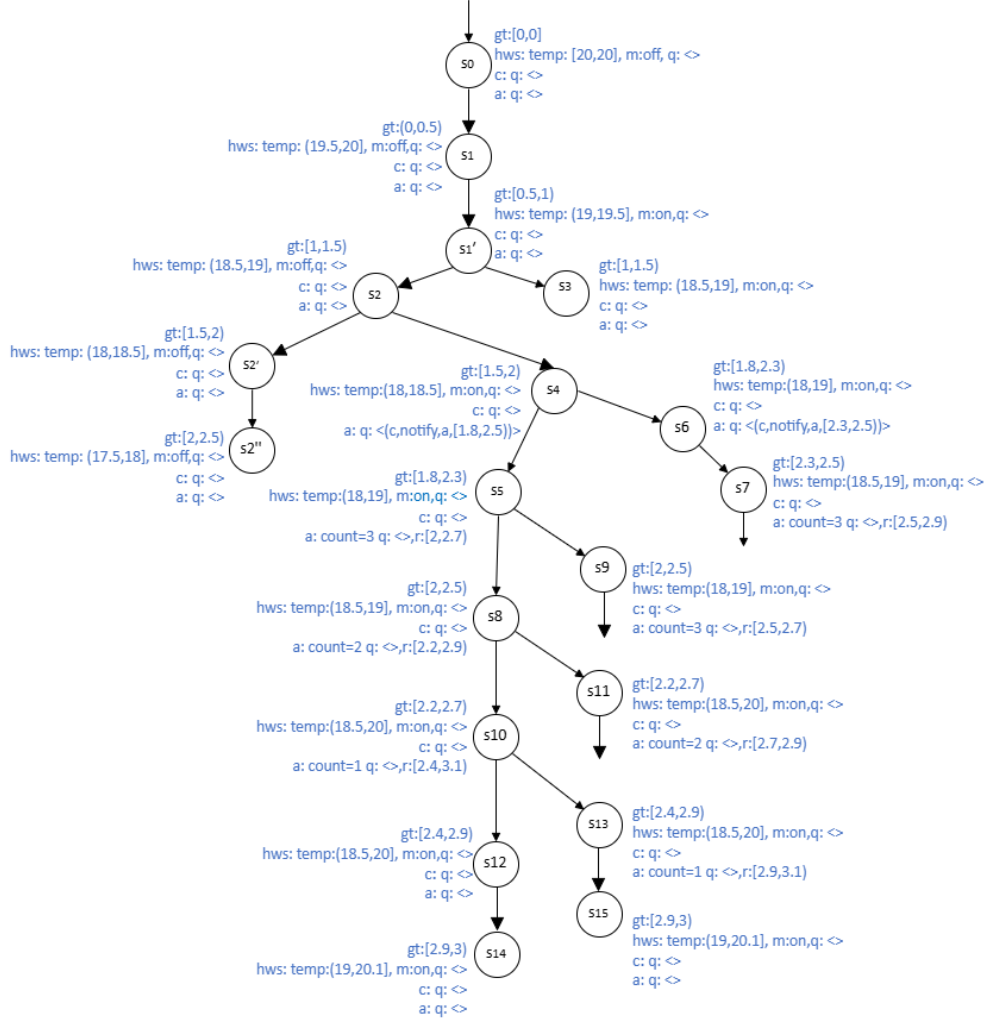 gt:[0,0]
hws: temp: [20,20], m:off, q: <>
c: q: <>
a: q: <>
s0
gt:(0,0.5)
hws: temp: (19.5,20], m:off,q: <>
c: q: <>
a: q: <>
s1
gt:[0.5,1)
hws: temp: (19,19.5], m:on,q: <>
c: q: <>
a: q: <>
s1'
gt:[1,1.5)
hws: temp: (18.5,19], m:off,q: <>
c: q: <>
a: q: <>
s2
gt:[1,1.5)
hws: temp: (18.5,19], m:on,q: <>
c: q: <>
a: q: <>
s3
gt:[1.5,2)
hws: temp: (18,18.5], m:off,q: <>
c: q: <>
a: q: <>
s2'
gt:[1.5,2)
hws: temp:(18,18.5], m:on,q: <>
c: q: <>
a: q: <(c,notify,a,[1.8,2.5))>
s4
gt:[1.8,2.3)
hws: temp:(18,19], m:on,q: <>
c: q: <>
a: q: <(c,notify,a,[2.3,2.5))>
s6
gt:[2,2.5)
hws: temp: (17.5,18], m:off,q: <>
c: q: <>
a: q: <>
s2"
gt:[1.8,2.3)
hws: temp:(18,19], m:on,q: <>
c: q: <>
a: count=3 q: <>,r:[2,2.7)
s5
gt:[2.3,2.5)
hws: temp:(18.5,19], m:on,q: <>
c: q: <>
a: count=3 q: <>,r:[2.5,2.9)
s7
gt:[2,2.5)
hws: temp:(18,19], m:on,q: <>
c: q: <>
a: count=3 q: <>,r:[2.5,2.7)
s9
gt:[2,2.5)
hws: temp:(18.5,19], m:on,q: <>
c: q: <>
a: count=2 q: <>,r:[2.2,2.9)
s8
gt:[2.2,2.7)
hws: temp:(18.5,20], m:on,q: <>
c: q: <>
a: count=2 q: <>,r:[2.7,2.9)
s11
gt:[2.2,2.7)
hws: temp:(18.5,20], m:on,q: <>
c: q: <>
a: count=1 q: <>,r:[2.4,3.1)
s10
gt:[2.4,2.9)
hws: temp:(18.5,20], m:on,q: <>
c: q: <>
a: count=1 q: <>,r:[2.9,3.1)
s13
gt:[2.4,2.9)
hws: temp:(18.5,20], m:on,q: <>
c: q: <>
a: q: <>
s12
gt:[2.9,3)
hws: temp:(19,20.1], m:on,q: <>
c: q: <>
a: q: <>
s15
gt:[2.9,3)
hws: temp:(19,20.1], m:on,q: <>
c: q: <>
a: q: <>
s14